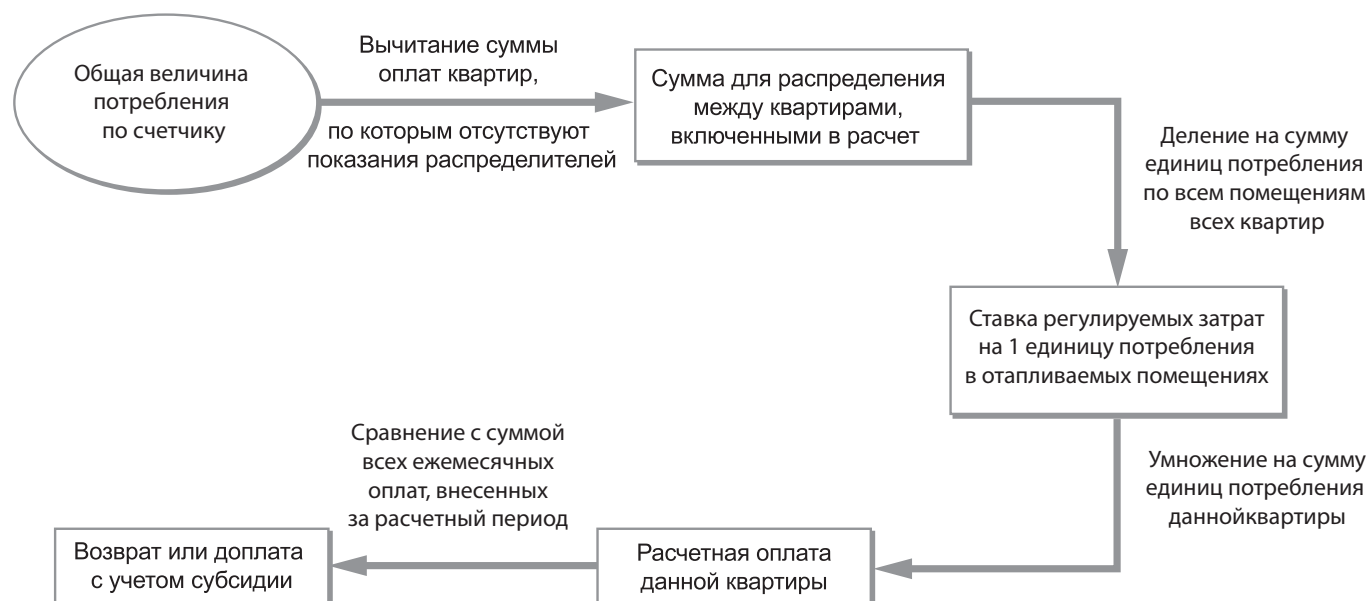 Общая величина
потребления
по счетчику
Вычитание суммы
оплат квартир,
по которым отсутствуют
показания распределителей
Сумма для распределения
между квартирами,
включенными в расчет
Деление на сумму
единиц потребления
по всем помещениям
всех квартир
Ставка регулируемых затрат
на 1 единицу потребления
в отапливаемых помещениях
Умножение на сумму
единиц потребления
даннойквартиры
Расчетная оплата
данной квартиры
Сравнение с суммой
всех ежемесячных
оплат, внесенных
за расчетный период
Возврат или доплата
с учетом субсидии